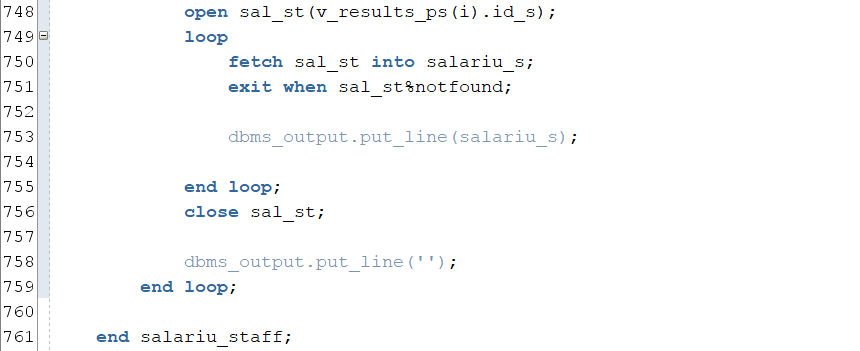 748 open sal_st(v_results_ps(i).id_s);
749 loop
750 fetch sal_st into salariu_s;
751 exit when sal_st%notfound;
752
753 dbms_output.put_line(salariu_s);
754
755 end loop;
756 close sal_st;
757
758 dbms_output.put_line('');
759 end loop;
760
761 end salariu_staff;